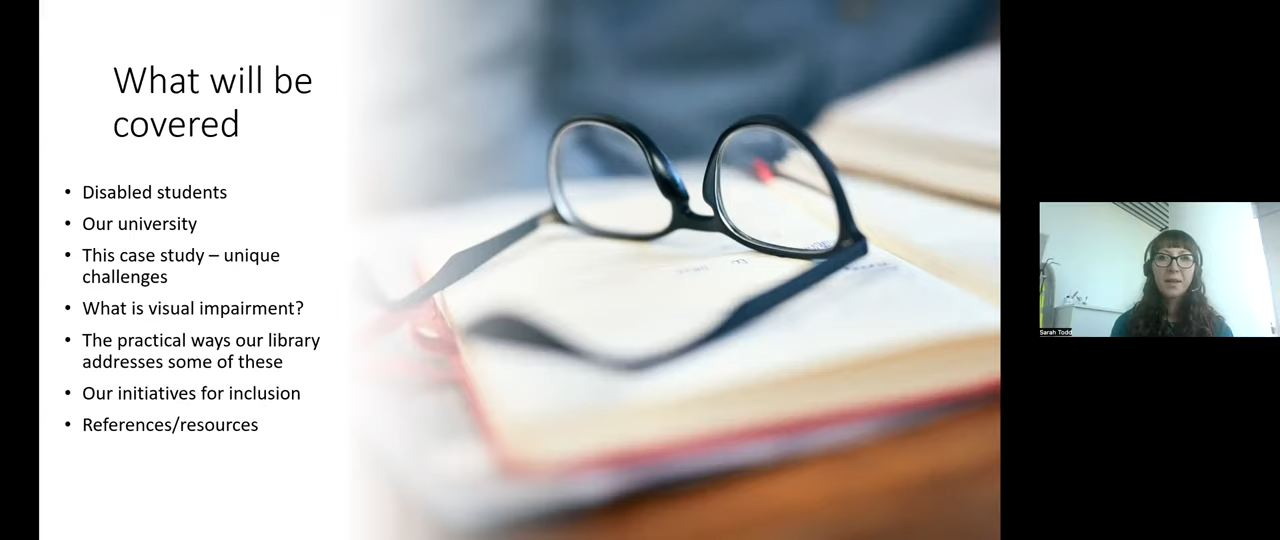 What will be
covered
• Disabled students
• Our university
• This case study – unique
challenges
• What is visual impairment?
• The practical ways our library
addresses some of these
• Our initiatives for inclusion
• References/resources
Sarah Todd